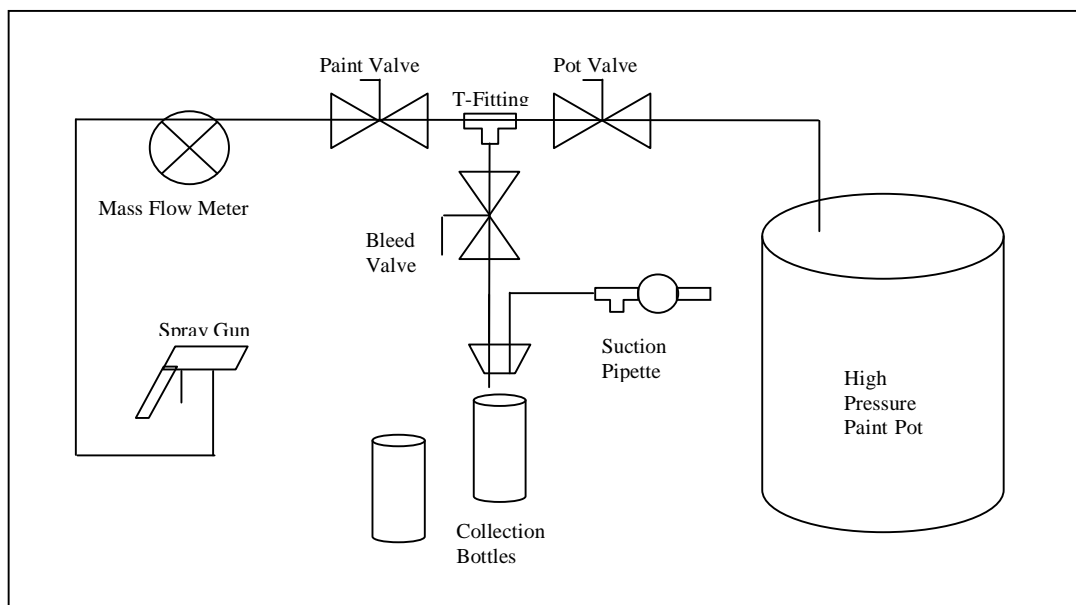 Paint Valve
Pot Valve
T-Fitting
Mass Flow Meter
Bleed
Valve
Spray Gun
Suction
Pipette
High
Pressure
Paint Pot
Collection
Bottles